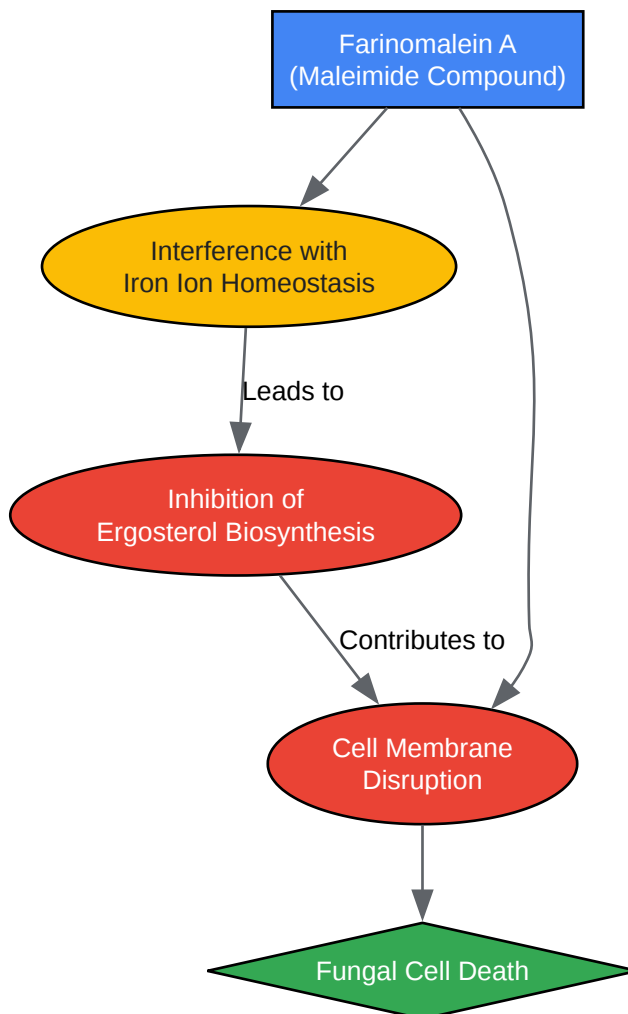 Farinomalein A
(Maleimide Compound)
Interference with
Iron Ion Homeostasis
Leads to
Inhibition of
Ergosterol Biosynthesis
Contributes to
Cell Membrane
Disruption
Fungal Cell Death